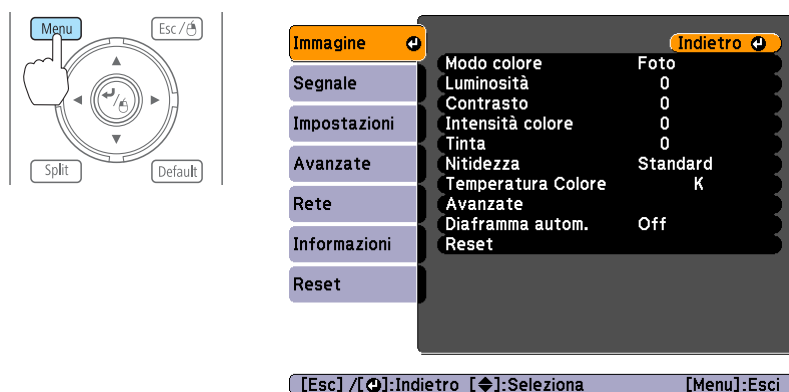 Menu
Esc /
Split
Default
Immagine
Segnale
Impostazioni
Avanzate
Rete
Informazioni
Reset
Indietro
Modo colore Foto
Luminosità 0
Contrasto 0
Intensità colore 0
Tinta 0
Nitidezza Standard
Temperatura Colore K
Avanzate
Diaframma autom. Off
Reset
[Esc] /[ ]:Indietro [ ]:Seleziona [Menu]:Esci